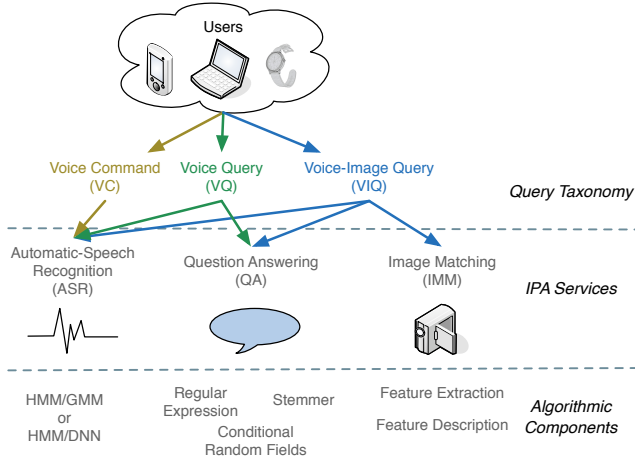 Users
Voice Command
(VC)
Voice Query
(VQ)
Voice-Image Query
(VIQ)
Query Taxonomy
Automatic-Speech
Recognition
(ASR)
Question Answering
(QA)
Image Matching
(IMM)
IPA Services
HMM/GMM
or
HMM/DNN
Regular
Expression
Stemmer
Conditional
Random Fields
Feature Extraction
Feature Description
Algorithmic
Components